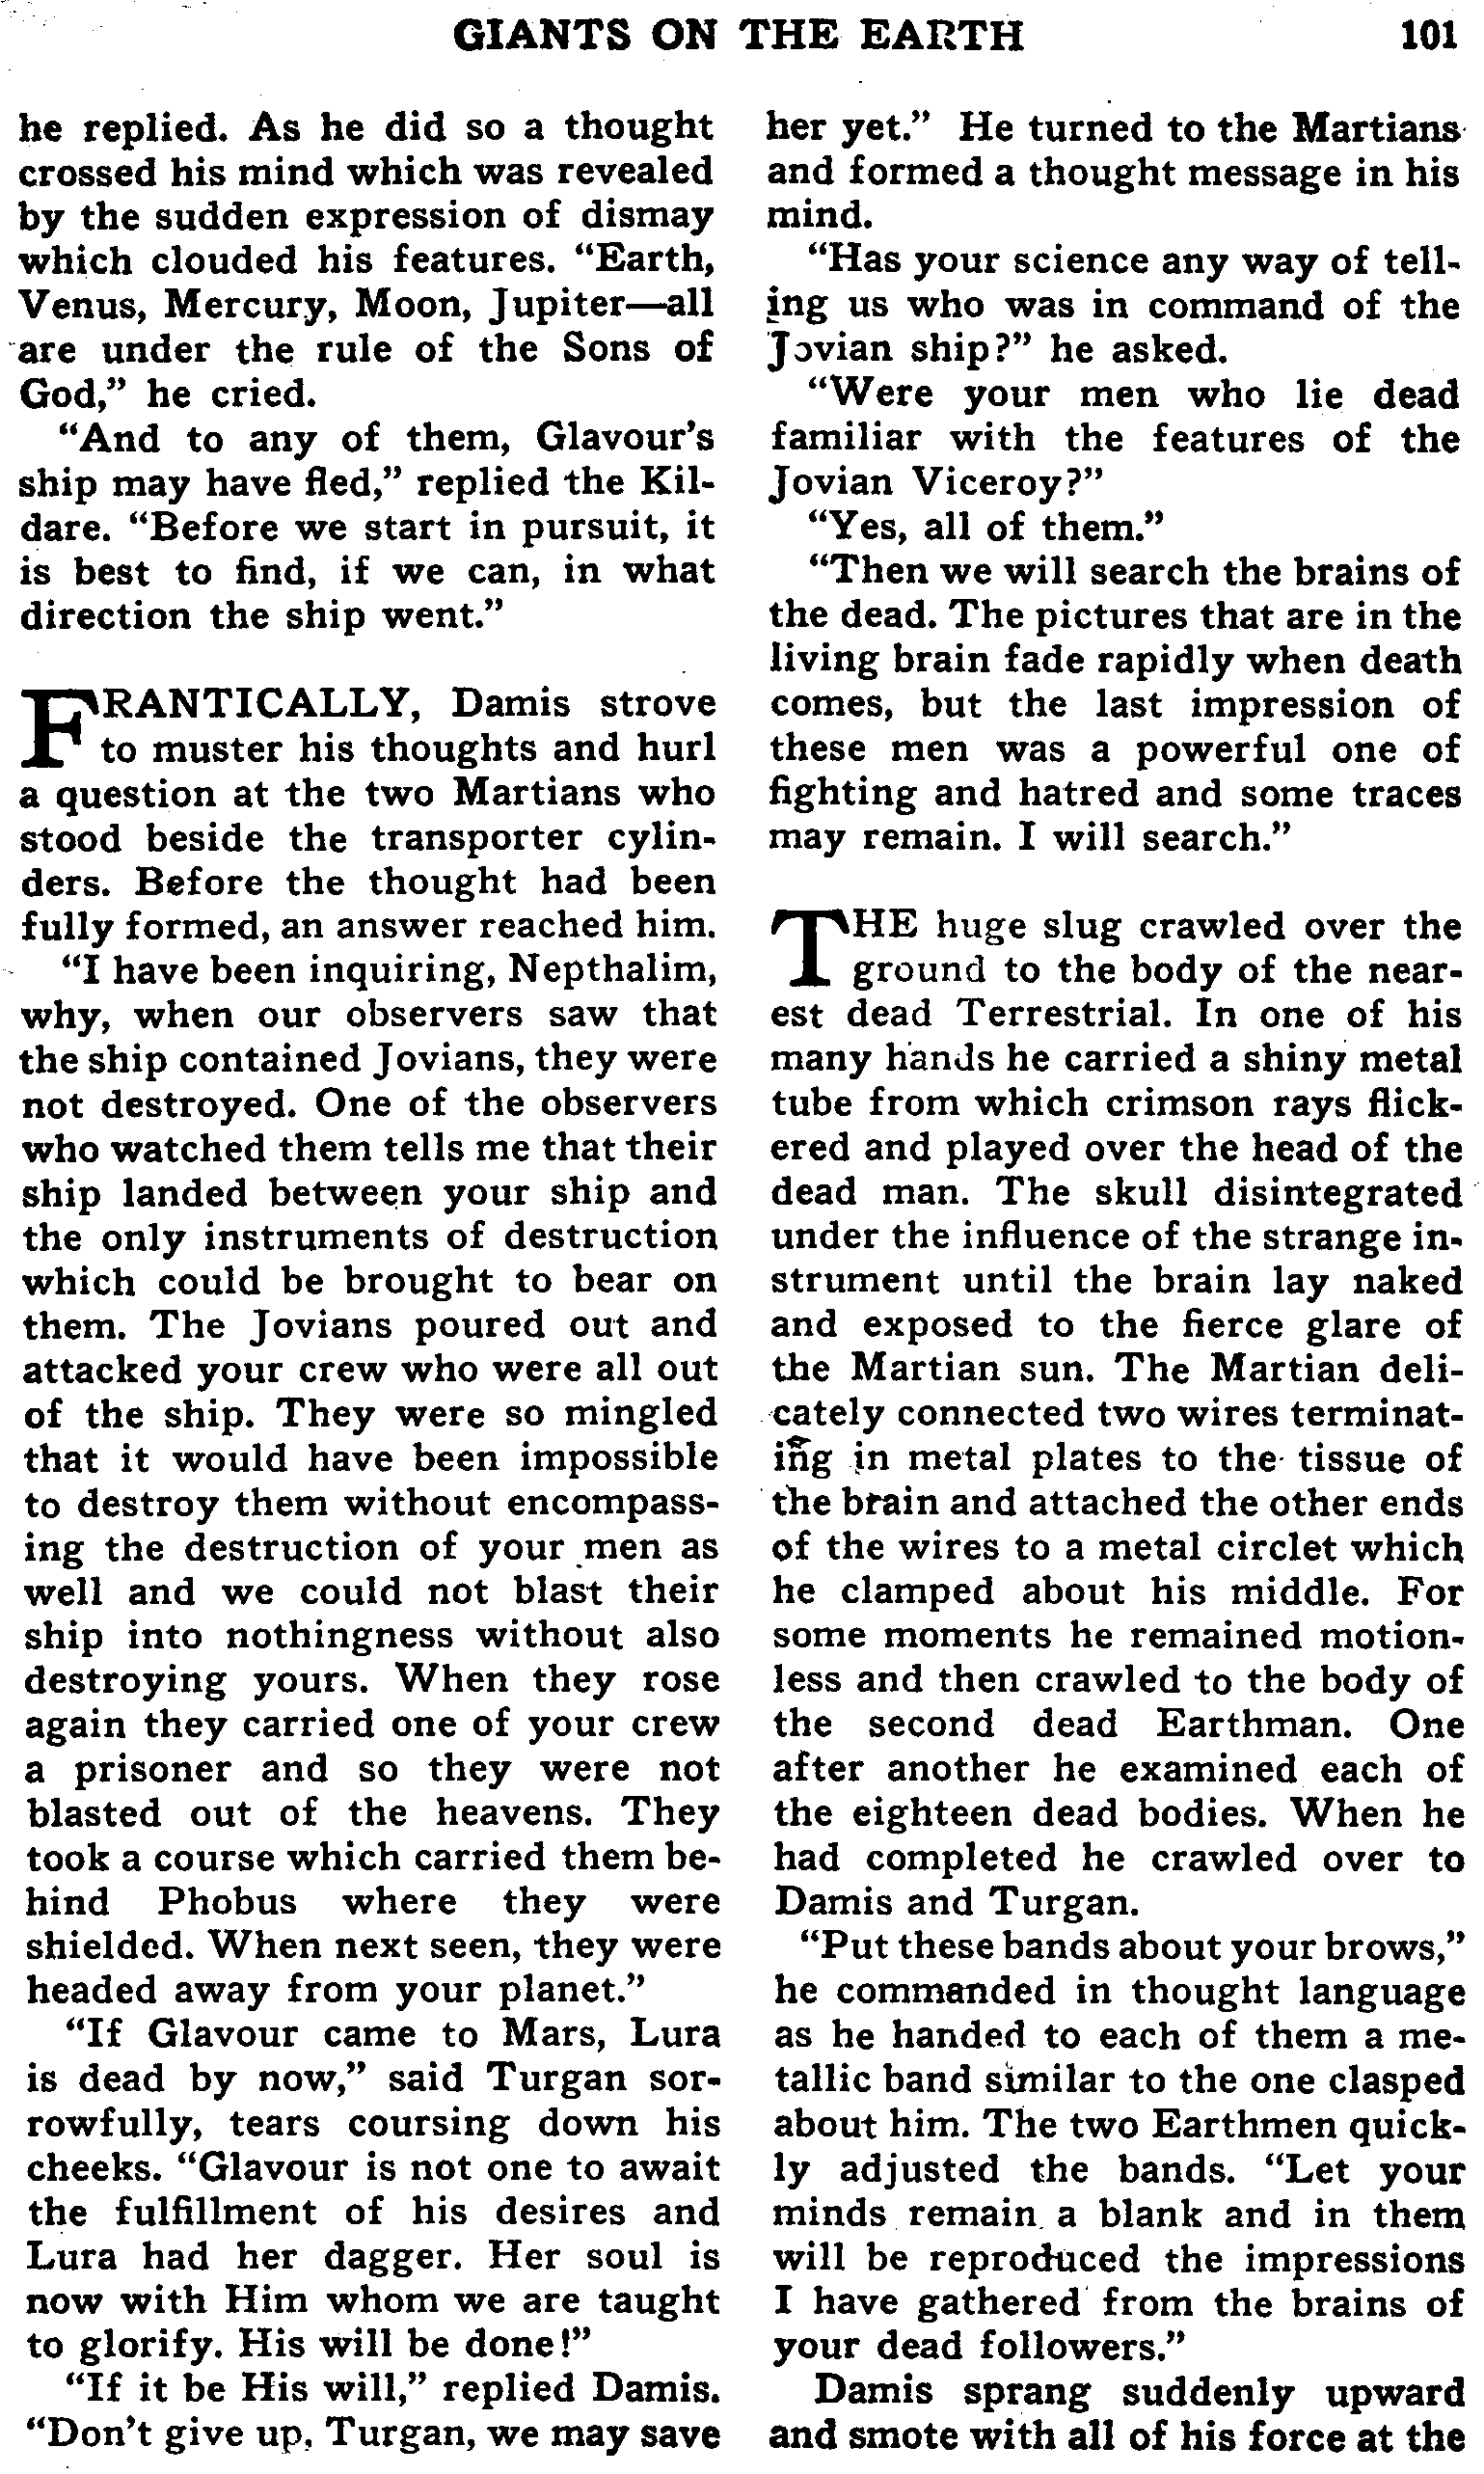 GIANTS ON THE EARTH 101
he replied. As he did so a thought
crossed his mind which was revealed
by the sudden expression of dismay
which clouded his features. “Earth,
Venus, Mercury, Moon, Jupiter—all
are under the rule of the Sons of
God,” he cried.
“And to any of them, Glavour's
ship may have fled,” replied the Kil-
dare. “Before we start in pursuit, it
is best to find, if we can, in what
direction the ship went.”
FRANTICALLY, Damis strove
to muster his thoughts and hurl
a question at the two Martians who
stood beside the transporter cylin-
ders. Before the thought had been
fully formed, an answer reached him.
“I have been inquiring, Nepthalim,
why, when our observers saw that
the ship contained Jovians, they were
not destroyed. One of the observers
who watched them tells me that their
ship landed between your ship and
the only instruments of destruction
which could be brought to bear on
them. The Jovians poured out and
attacked your crew who were all out
of the ship. They were so mingled
that it would have been impossible
to destroy them without encompass-
ing the destruction of your men as
well and we could not blast their
ship into nothingness without also
destroying yours. When they rose
again they carried one of your crew
a prisoner and so they were not
blasted out of the heavens. They
took a course which carried them be-
hind Phobus where they were
shielded. When next seen, they were
headed away from your planet.”
“If Glavour came to Mars, Lura
is dead by now,” said Turgan sor-
rowfully, tears coursing down his
cheeks. “Glavour is not one to await
the fulfillment of his desires and
Lura had her dagger. Her soul is
now with Him whom we are taught
to glorify. His will be done!”
“If it be His will,” replied Damis.
“Don't give up, Turgan, we may save
her yet.” He turned to the Martians
and formed a thought message in his
mind.
“Has your science any way of tell-
ing us who was in command of the
Jovian ship?” he asked.
“Were your men who lie dead
familiar with the features of the
Jovian Viceroy?”
“Yes, all of them.”
“Then we will search the brains of
the dead. The pictures that are in the
living brain fade rapidly when death
comes, but the last impression of
these men was a powerful one of
fighting and hatred and some traces
may remain. I will search.”
THE huge slug crawled over the
ground to the body of the near-
est dead Terrestrial. In one of his
many hands he carried a shiny metal
tube from which crimson rays flick-
ered and played over the head of the
dead man. The skull disintegrated
under the influence of the strange in-
strument until the brain lay naked
and exposed to the fierce glare of
the Martian sun. The Martian deli-
cately connected two wires terminat-
ing in metal plates to the tissue of
the brain and attached the other ends
of the wires to a metal circlet which
he clamped about his middle. For
some moments he remained motion-
less and then crawled to the body of
the second dead Earthman. One
after another he examined each of
the eighteen dead bodies. When he
had completed he crawled over to
Damis and Turgan.
“Put these bands about your brows,”
he commanded in thought language
as he handed to each of them a me-
tallic band similar to the one clasped
about him. The two Earthmen quick-
ly adjusted the bands. “Let your
minds remain a blank and in them
will be reproduced the impressions
I have gathered from the brains of
your dead followers.”
Damis sprang suddenly upward
and smote with all of his force at the